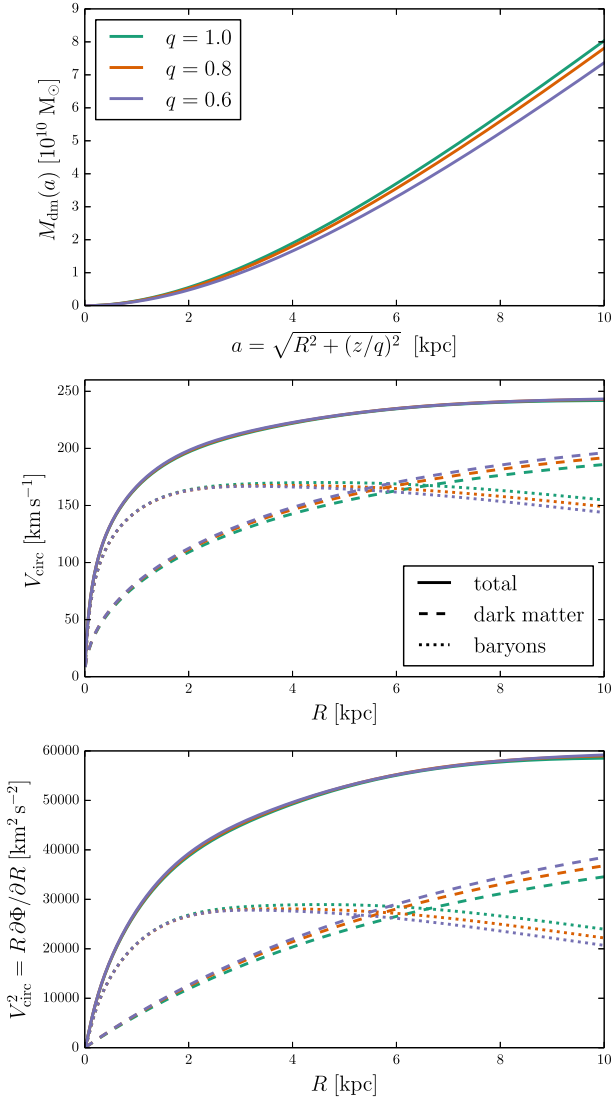 9
8
7
6
5
4
3
2
1
0
M_dm(a) [10^10 M_⊙]
q = 1.0
q = 0.8
q = 0.6
0 2 4 6 8 10
a = √(R^2 + (z/q)^2) [kpc]
250
200
150
100
50
0
V_circ [km s^−1]
total
dark matter
baryons
0 2 4 6 8 10
R [kpc]
60000
50000
40000
30000
20000
10000
0
V^2_circ = R ∂Φ/∂R [km^2 s^−2]
0 2 4 6 8 10
R [kpc]